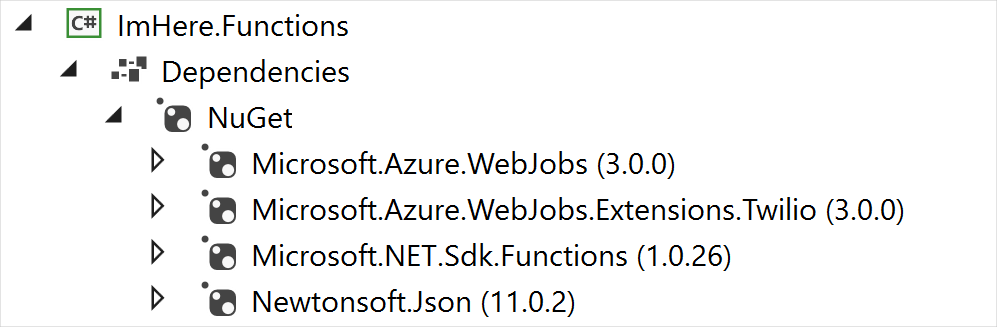 C# ImHere.Functions
Dependencies
NuGet
Microsoft.Azure.WebJobs (3.0.0)
Microsoft.Azure.WebJobs.Extensions.Twilio (3.0.0)
Microsoft.NET.Sdk.Functions (1.0.26)
Newtonsoft.Json (11.0.2)